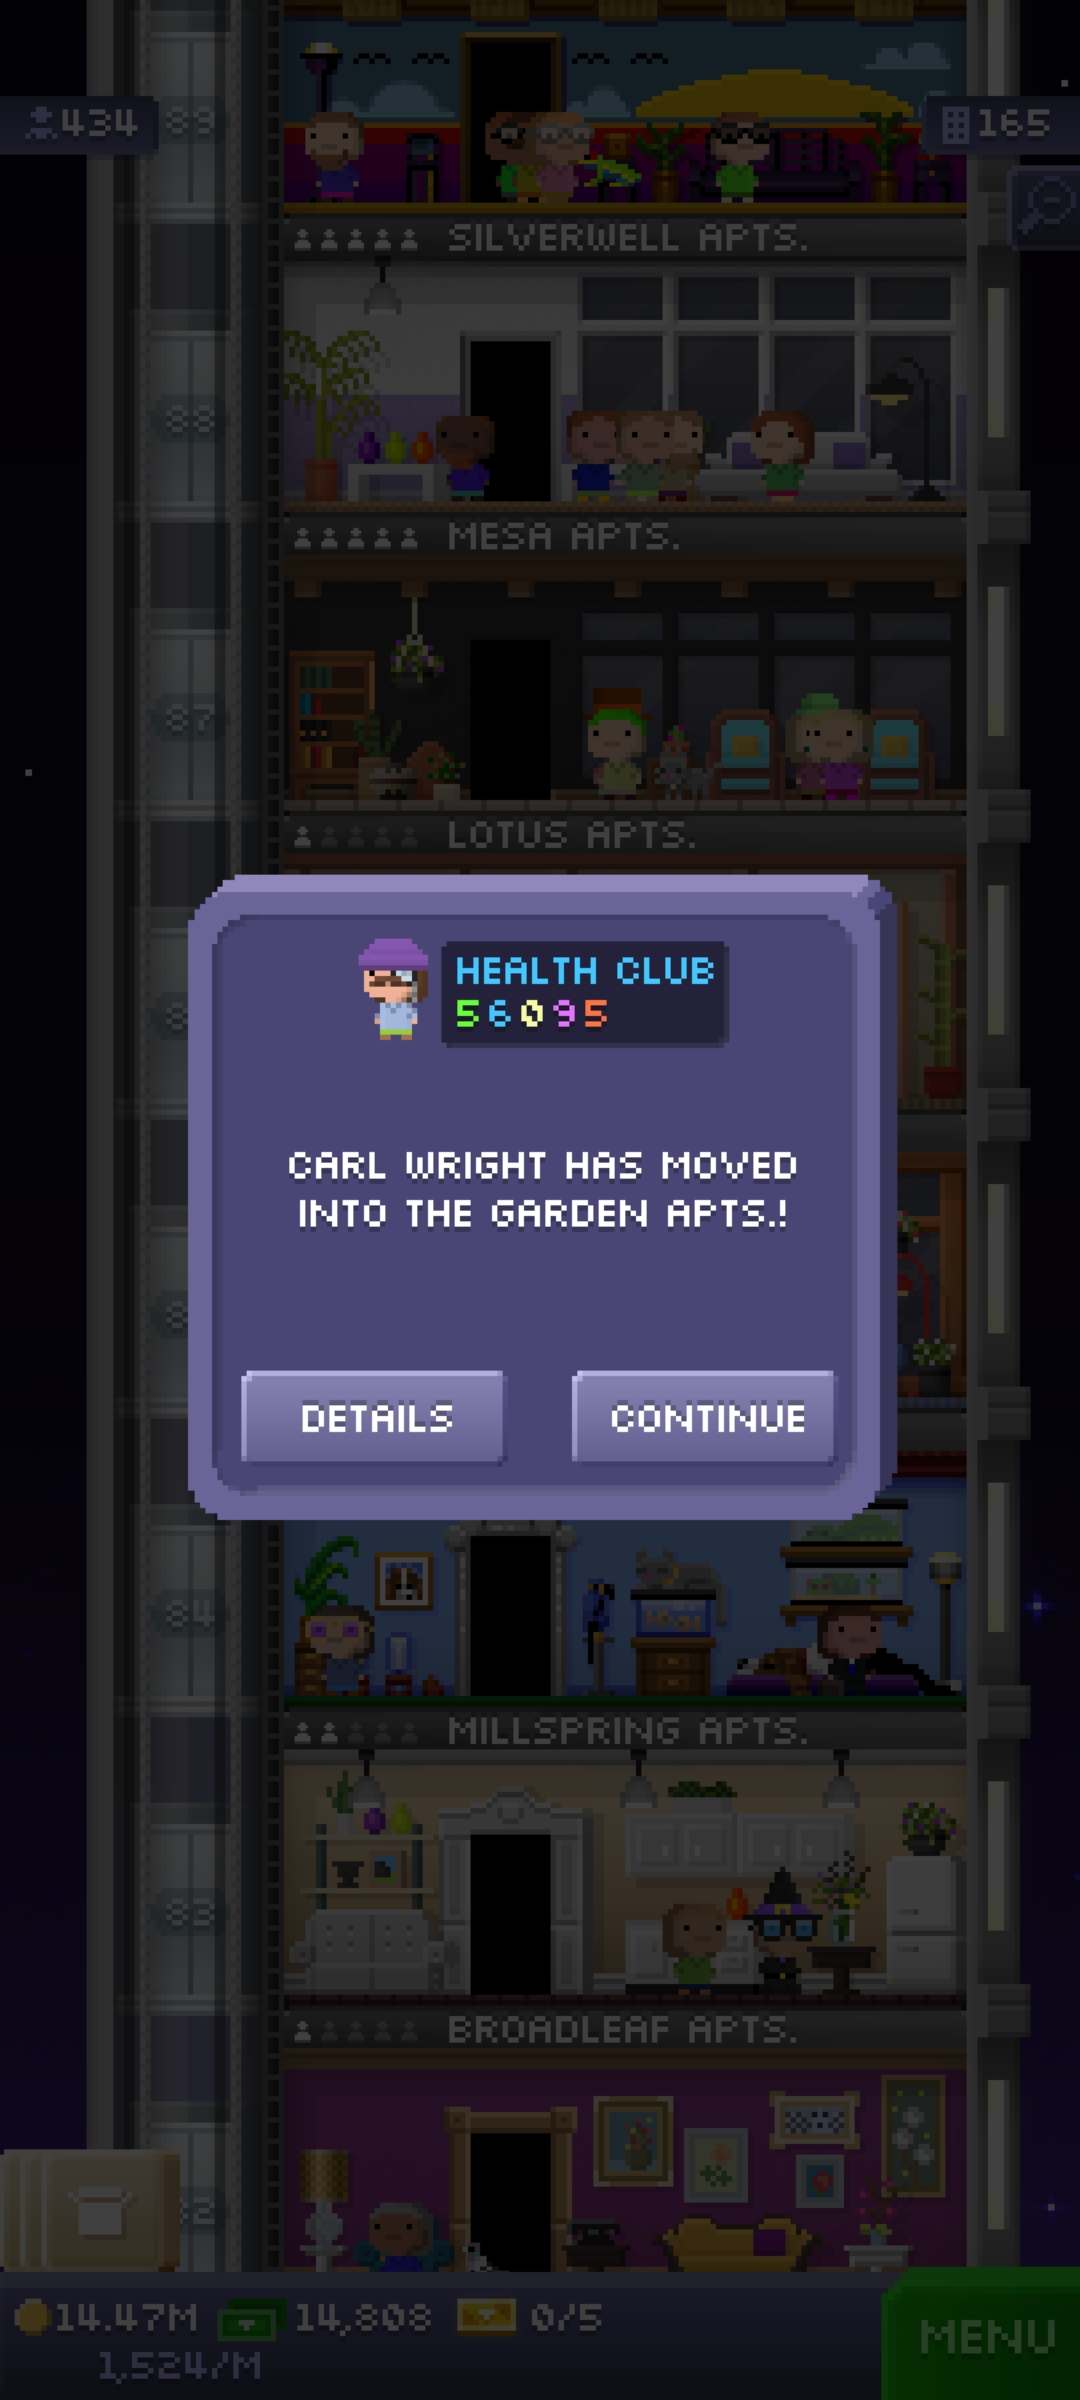 434
89
165
SILVERWELL APTS.
88
MESA APTS.
87
LOTUS APTS.
HEALTH CLUB
56095
CARL WRIGHT HAS MOVED
INTO THE GARDEN APTS.!
DETAILS
CONTINUE
10-31
84
MILLSPRING APTS.
83
BROADLEAF APTS.
14.47M
14,808
0/5
MENU
1,524/M